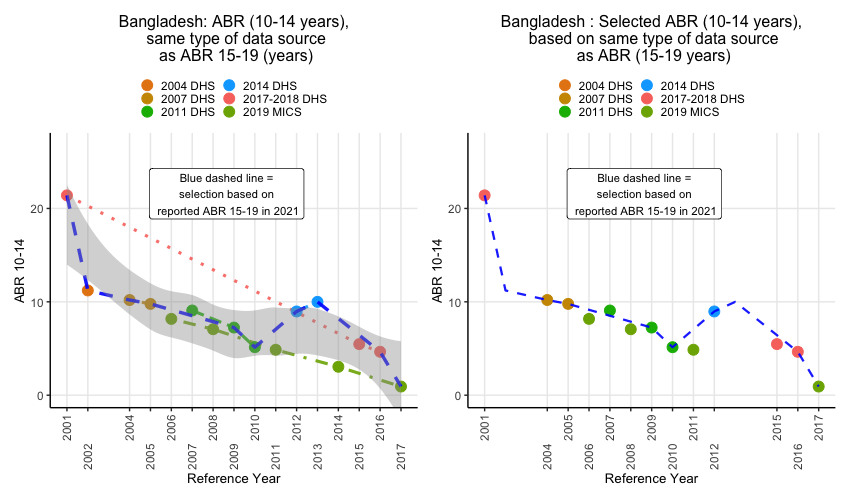 Bangladesh: ABR (10-14 years),
same type of data source
as ABR 15-19 (years)
2004 DHS
2014 DHS
2007 DHS
2017-2018 DHS
2011 DHS
2019 MICS
Blue dashed line =
selection based on
reported ABR 15-19 in 2021
ABR 10-14
20
10
0
2001
2002
2004
2005
2006
2007
2008
2009
2010
2011
2012
2013
2014
2015
2016
2017
Reference Year
Bangladesh : Selected ABR (10-14 years),
based on same type of data source
as ABR (15-19 years)
2004 DHS
2014 DHS
2007 DHS
2017-2018 DHS
2011 DHS
2019 MICS
Blue dashed line =
selection based on
reported ABR 15-19 in 2021
ABR 10-14
20
10
0
2001
2004
2005
2006
2007
2008
2009
2010
2011
2012
2015
2016
2017
Reference Year